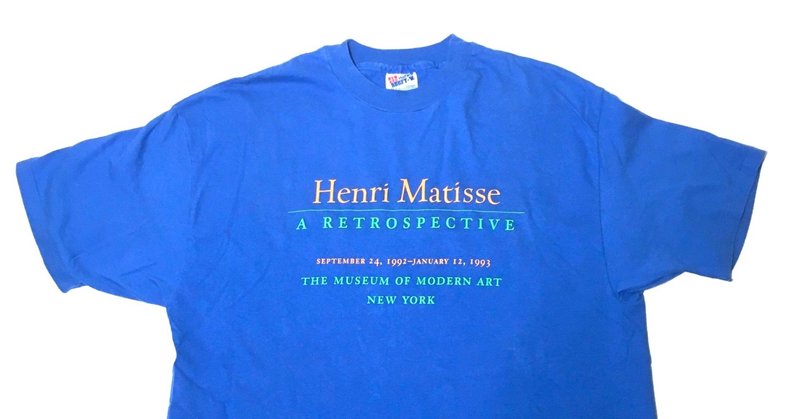 Henri Matisse
A RETROSPECTIVE
SEPTEMBER 24, 1992–JANUARY 12, 1993
THE MUSEUM OF MODERN ART
NEW YORK